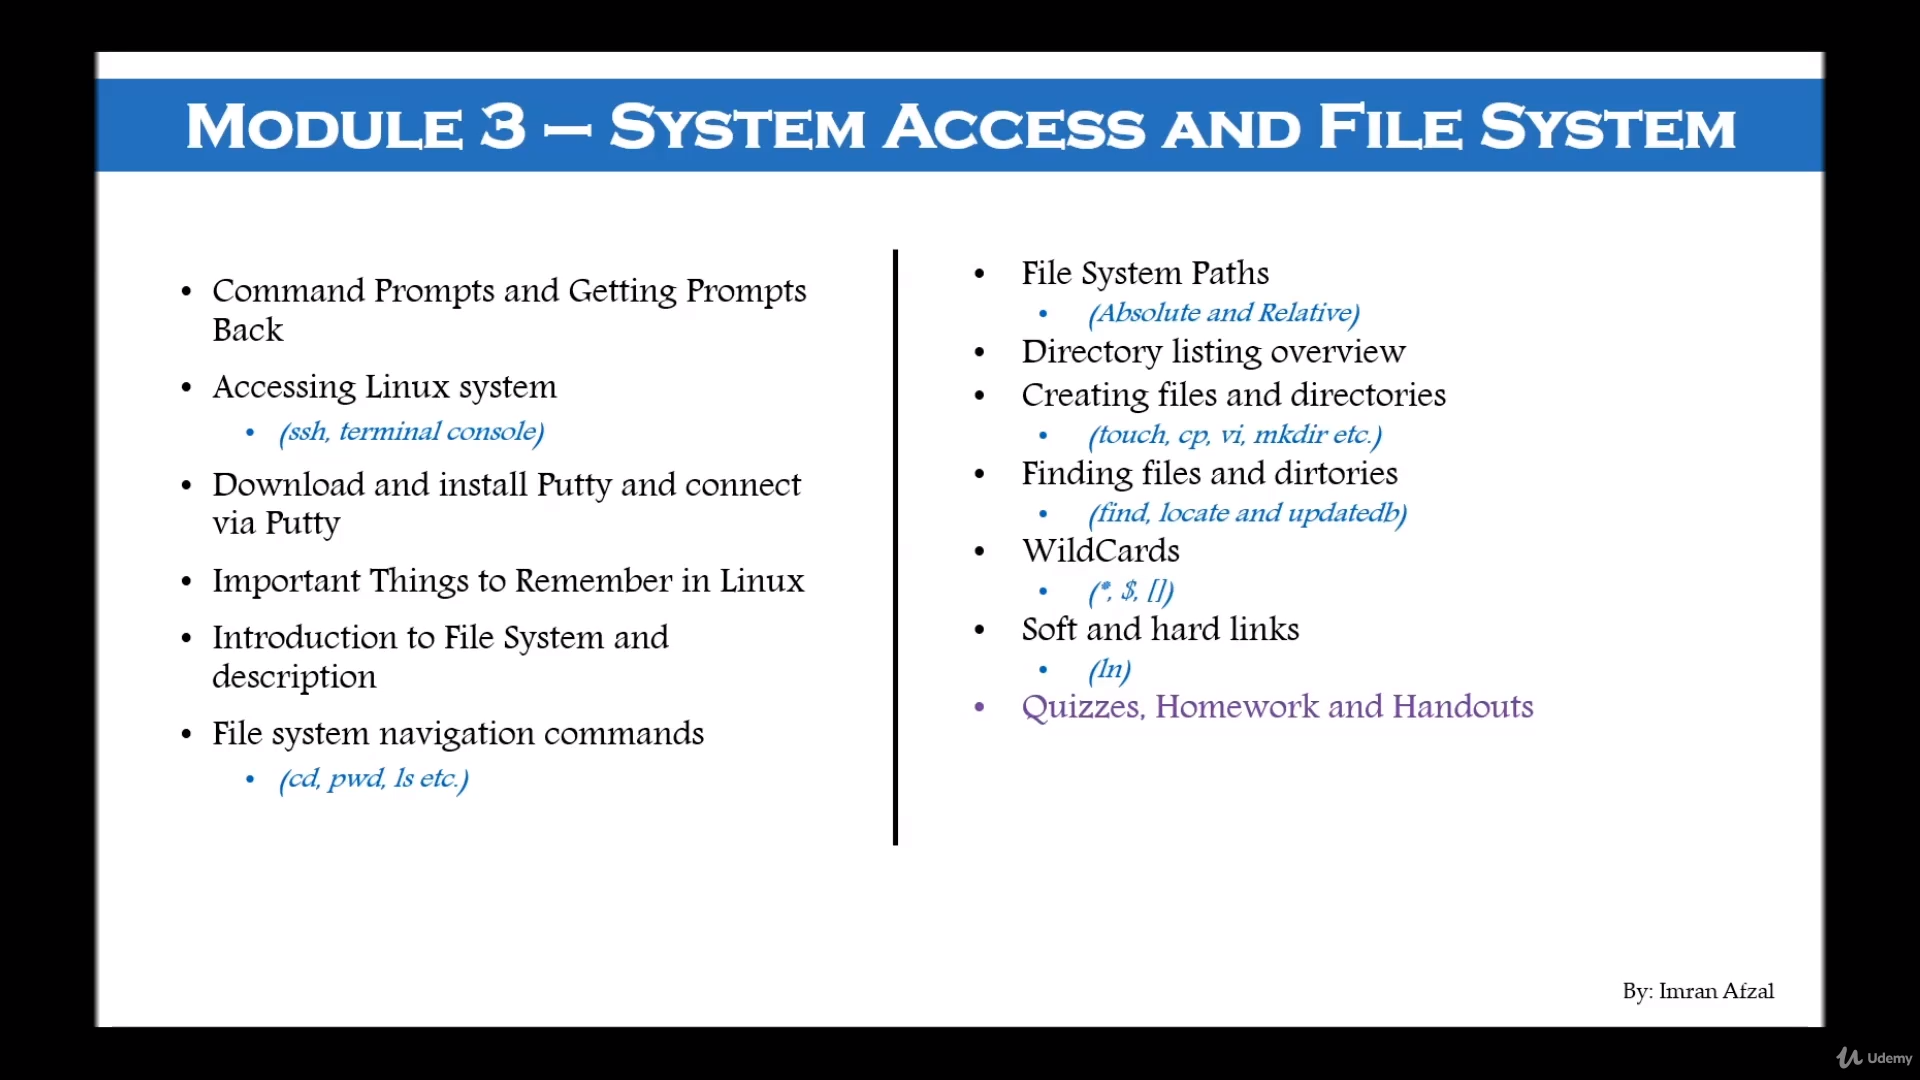 Module 3 – System Access and File System
• Command Prompts and Getting Prompts
Back
• Accessing Linux system
• (ssh, terminal console)
• Download and install Putty and connect
via Putty
• Important Things to Remember in Linux
• Introduction to File System and
description
• File system navigation commands
• (cd, pwd, ls etc.)
• File System Paths
• (Absolute and Relative)
• Directory listing overview
• Creating files and directories
• (touch, cp, vi, mkdir etc.)
• Finding files and dirtories
• (find, locate and updatedb)
• WildCards
• (*, $, [])
• Soft and hard links
• (ln)
• Quizzes, Homework and Handouts
By: Imran Afzal
Udemy